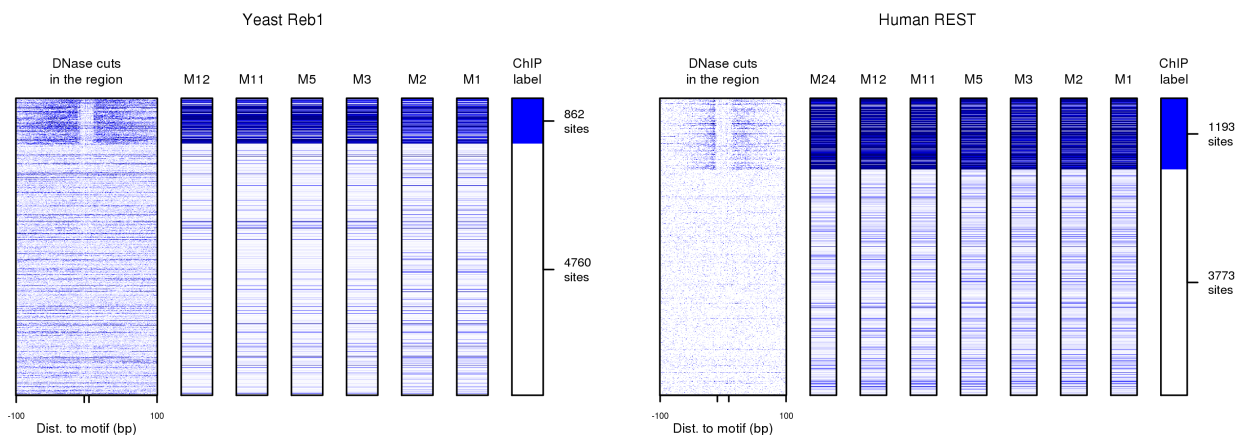 Yeast Reb1
DNase cuts
in the region
M12 M11 M5 M3 M2 M1
ChIP
label
862
sites
4760
sites
-100 100
Dist. to motif (bp)
Human REST
DNase cuts
in the region
M24 M12 M11 M5 M3 M2 M1
ChIP
label
1193
sites
3773
sites
-100 100
Dist. to motif (bp)